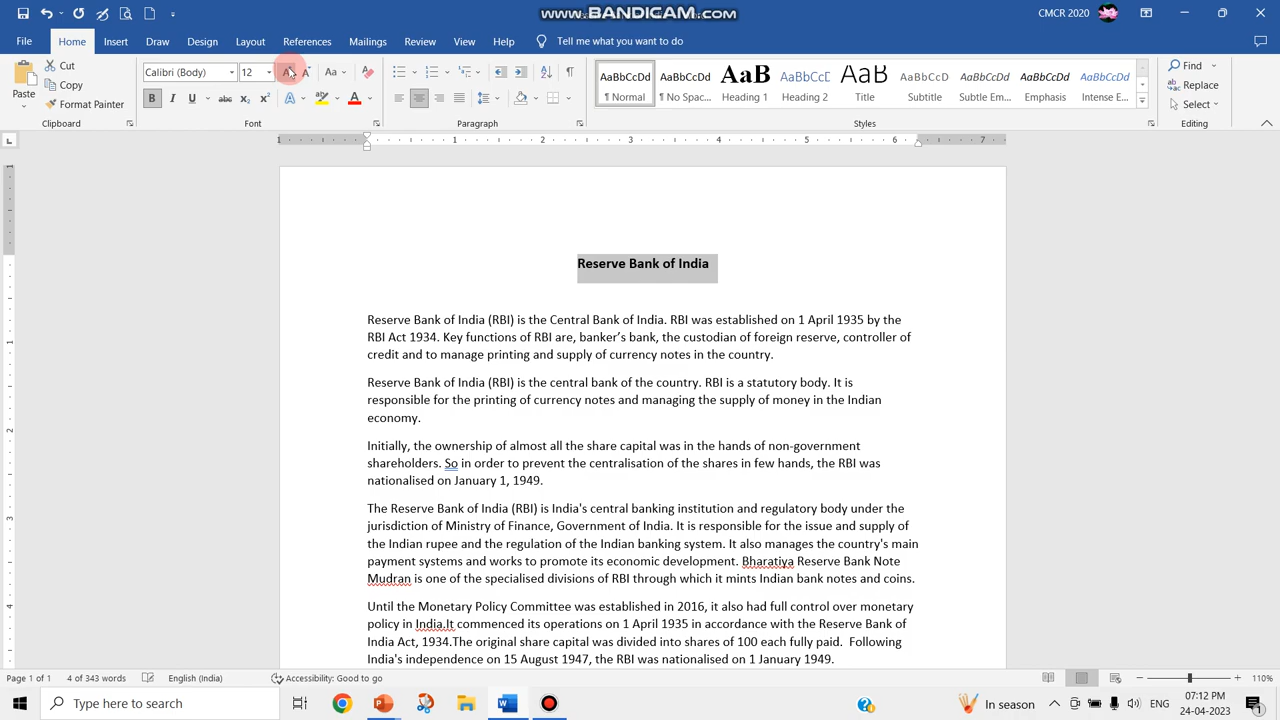 www.BANDICAM.com
CMCR 2020
File Home Insert Draw Design Layout References Mailings Review View Help Tell me what you want to do
Paste Cut Copy Format Painter
Calibri (Body) 12
AaBbCcDd AaBbCcDd AaBb AaBbCcE AaBb AaBbCcDd AaBbCcDd AaBbCcDd AaBbCcDd
¶ Normal ¶ No Spac... Heading 1 Heading 2 Title Subtitle Subtle Em... Emphasis Intense E...
Find Replace Select
Clipboard Font Paragraph Styles Editing
Reserve Bank of India
Reserve Bank of India (RBI) is the Central Bank of India. RBI was established on 1 April 1935 by the
RBI Act 1934. Key functions of RBI are, banker’s bank, the custodian of foreign reserve, controller of
credit and to manage printing and supply of currency notes in the country.
Reserve Bank of India (RBI) is the central bank of the country. RBI is a statutory body. It is
responsible for the printing of currency notes and managing the supply of money in the Indian
economy.
Initially, the ownership of almost all the share capital was in the hands of non-government
shareholders. So in order to prevent the centralisation of the shares in few hands, the RBI was
nationalised on January 1, 1949.
The Reserve Bank of India (RBI) is India's central banking institution and regulatory body under the
jurisdiction of Ministry of Finance, Government of India. It is responsible for the issue and supply of
the Indian rupee and the regulation of the Indian banking system. It also manages the country's main
payment systems and works to promote its economic development. Bharatiya Reserve Bank Note
Mudran is one of the specialised divisions of RBI through which it mints Indian bank notes and coins.
Until the Monetary Policy Committee was established in 2016, it also had full control over monetary
policy in India.It commenced its operations on 1 April 1935 in accordance with the Reserve Bank of
India Act, 1934.The original share capital was divided into shares of 100 each fully paid.  Following
India's independence on 15 August 1947, the RBI was nationalised on 1 January 1949.
Page 1 of 1 4 of 343 words English (India) Accessibility: Good to go 110%
Type here to search
In season ENG 07:12 PM
24-04-2023